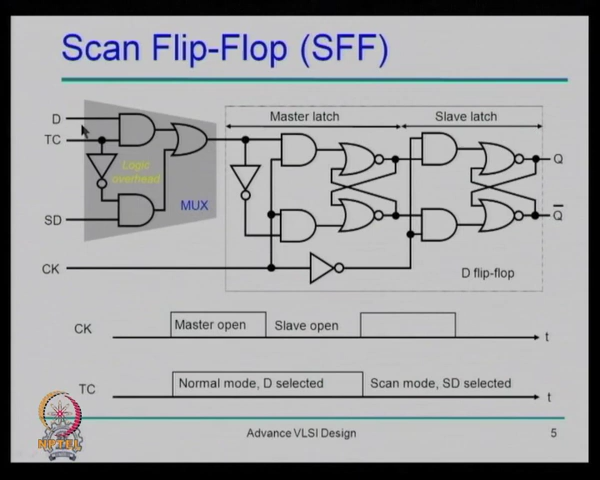 Scan Flip-Flop (SFF)
Master latch
Slave latch
D
TC
Logic
overhead
MUX
SD
CK
Q
Q
D flip-flop
CK
Master open
Slave open
t
TC
Normal mode, D selected
Scan mode, SD selected
t
NPTEL
Advance VLSI Design
5